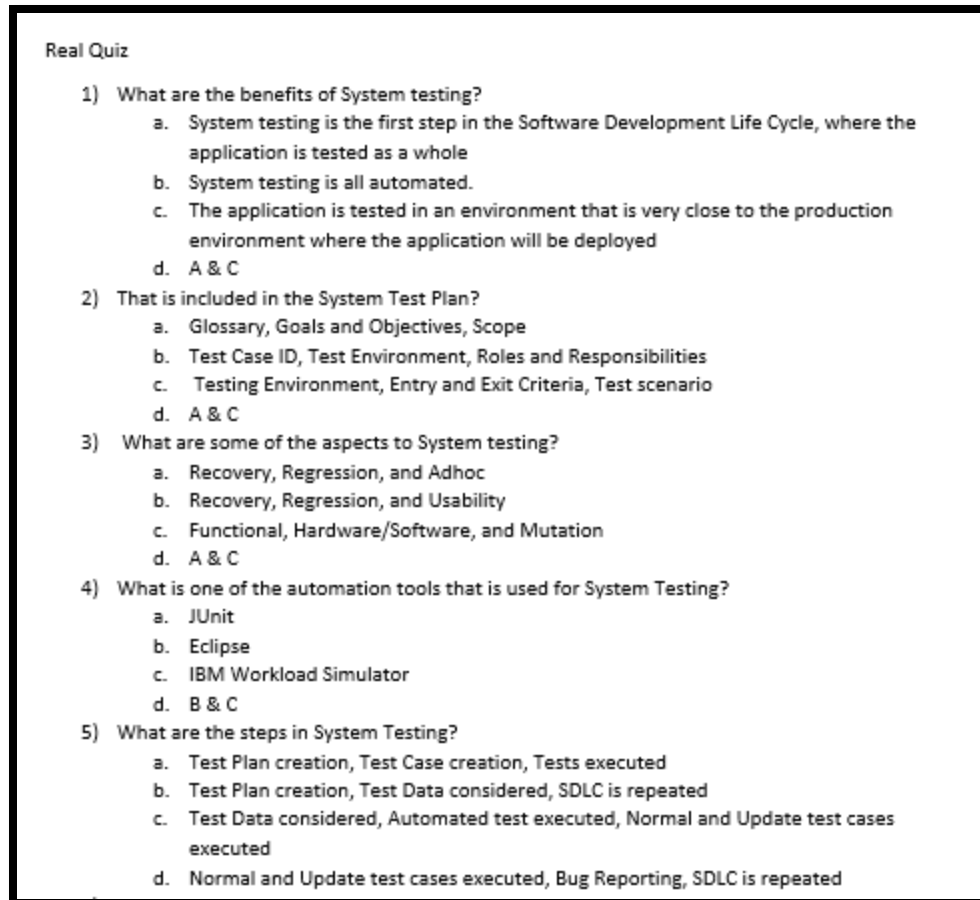 Real Quiz
1) What are the benefits of System testing?
a. System testing is the first step in the Software Development Life Cycle, where the
application is tested as a whole
b. System testing is all automated.
c. The application is tested in an environment that is very close to the production
environment where the application will be deployed
d. A & C
2) That is included in the System Test Plan?
a. Glossary, Goals and Objectives, Scope
b. Test Case ID, Test Environment, Roles and Responsibilities
c. Testing Environment, Entry and Exit Criteria, Test scenario
d. A & C
3) What are some of the aspects to System testing?
a. Recovery, Regression, and Adhoc
b. Recovery, Regression, and Usability
c. Functional, Hardware/Software, and Mutation
d. A & C
4) What is one of the automation tools that is used for System Testing?
a. JUnit
b. Eclipse
c. IBM Workload Simulator
d. B & C
5) What are the steps in System Testing?
a. Test Plan creation, Test Case creation, Tests executed
b. Test Plan creation, Test Data considered, SDLC is repeated
c. Test Data considered, Automated test executed, Normal and Update test cases
executed
d. Normal and Update test cases executed, Bug Reporting, SDLC is repeated